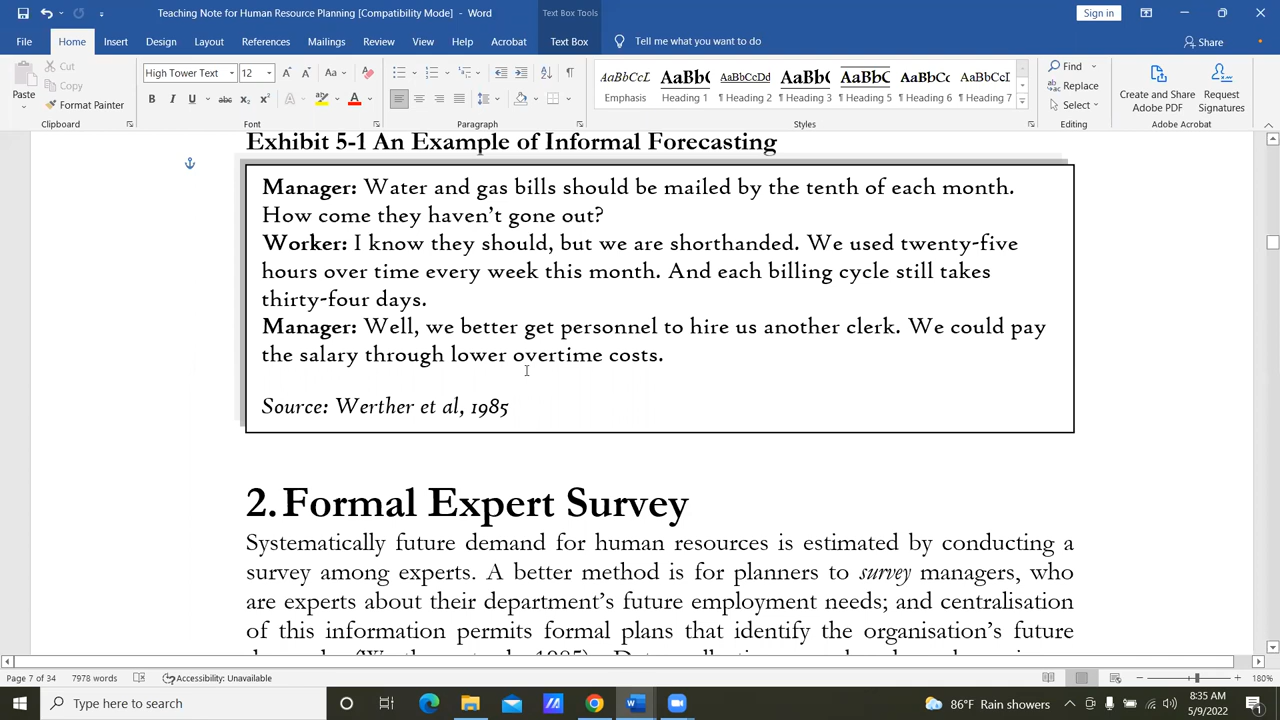 Teaching Note for Human Resource Planning [Compatibility Mode] - Word
Text Box Tools
Sign in
File Home Insert Design Layout References Mailings Review View Help Acrobat Text Box Tell me what you want to do Share
Paste
Cut
Copy
Format Painter
Clipboard
High Tower Text 12
Font
Paragraph
AaBbCcL Emphasis
AaBb( Heading 1
AaBbCcDd ¶ Heading 2
AaBbC ¶ Heading 3
AaBbC ¶ Heading 5
AaBbCc ¶ Heading 6
AaBbCcI ¶ Heading 7
Styles
Find
Replace
Select
Editing
Create and Share Adobe PDF
Request Signatures
Adobe Acrobat
Exhibit 5-1 An Example of Informal Forecasting
Manager: Water and gas bills should be mailed by the tenth of each month.
How come they haven't gone out?
Worker: I know they should, but we are shorthanded. We used twenty-five
hours over time every week this month. And each billing cycle still takes
thirty-four days.
Manager: Well, we better get personnel to hire us another clerk. We could pay
the salary through lower overtime costs.
Source: Werther et al, 1985
2. Formal Expert Survey
Systematically future demand for human resources is estimated by conducting a
survey among experts. A better method is for planners to survey managers, who
are experts about their department's future employment needs; and centralisation
of this information permits formal plans that identify the organisation's future
Page 7 of 34 7978 words Accessibility: Unavailable 180%
Type here to search
86°F Rain showers
8:35 AM
5/9/2022